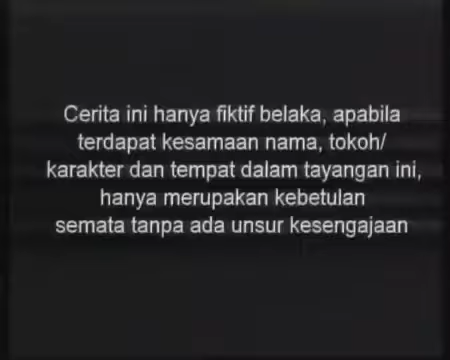 Cerita ini hanya fiktif belaka, apabila
terdapat kesamaan nama, tokoh/
karakter dan tempat dalam tayangan ini,
hanya merupakan kebetulan
semata tanpa ada unsur kesengajaan